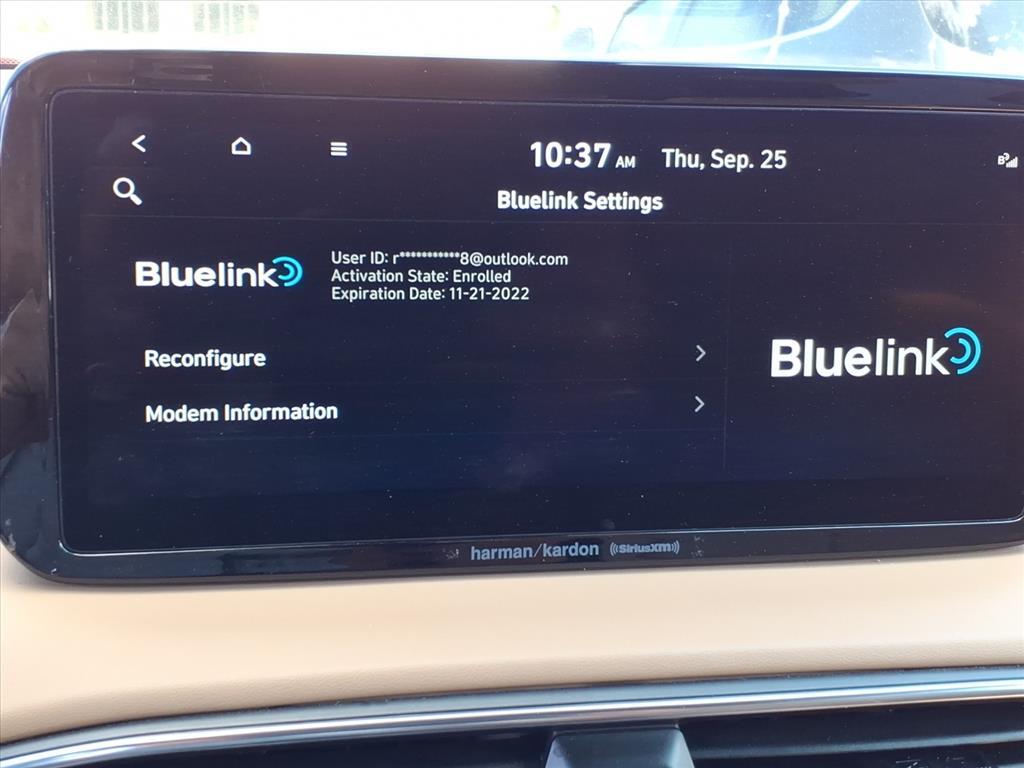 10:37 AM Thu, Sep. 25
Bluelink Settings
Bluelink
User ID: r***********8@outlook.com
Activation State: Enrolled
Expiration Date: 11-21-2022
Reconfigure
Modem Information
Bluelink
harman/kardon ((SiriusXM))